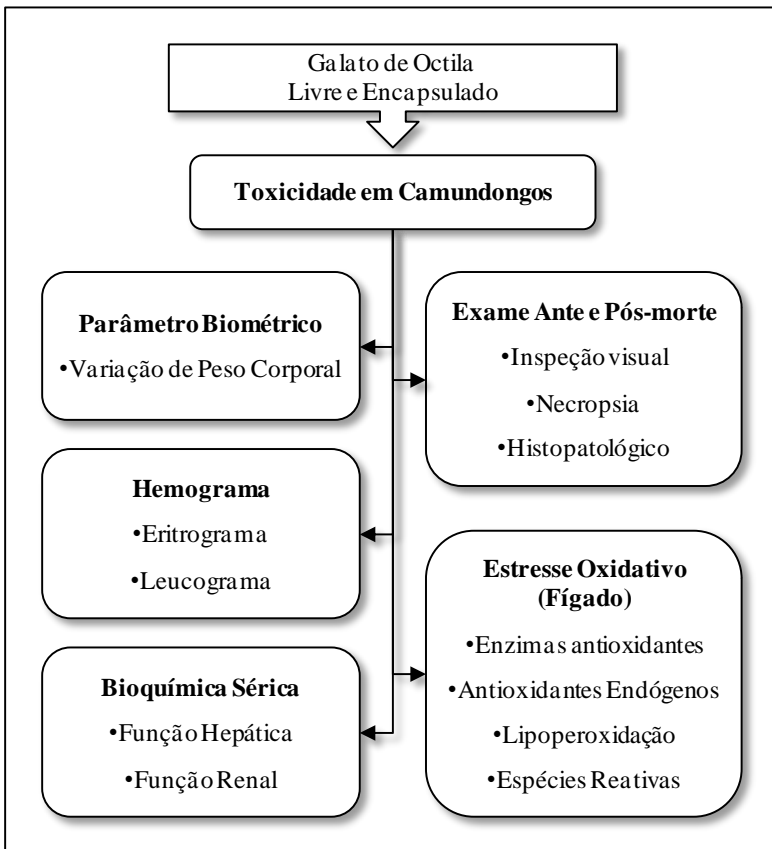 Galato de Octila
Livre e Encapsulado
Toxicidade em Camundongos
Parâmetro Biométrico
•Variação de Peso Corporal
Hemograma
•Eritrograma
•Leucograma
Bioquímica Sérica
•Função Hepática
•Função Renal
Exame Ante e Pós-morte
•Inspeção visual
•Necropsia
•Histopatológico
Estresse Oxidativo
(Fígado)
•Enzimas antioxidantes
•Antioxidantes Endógenos
•Lipoperoxidação
•Espécies Reativas